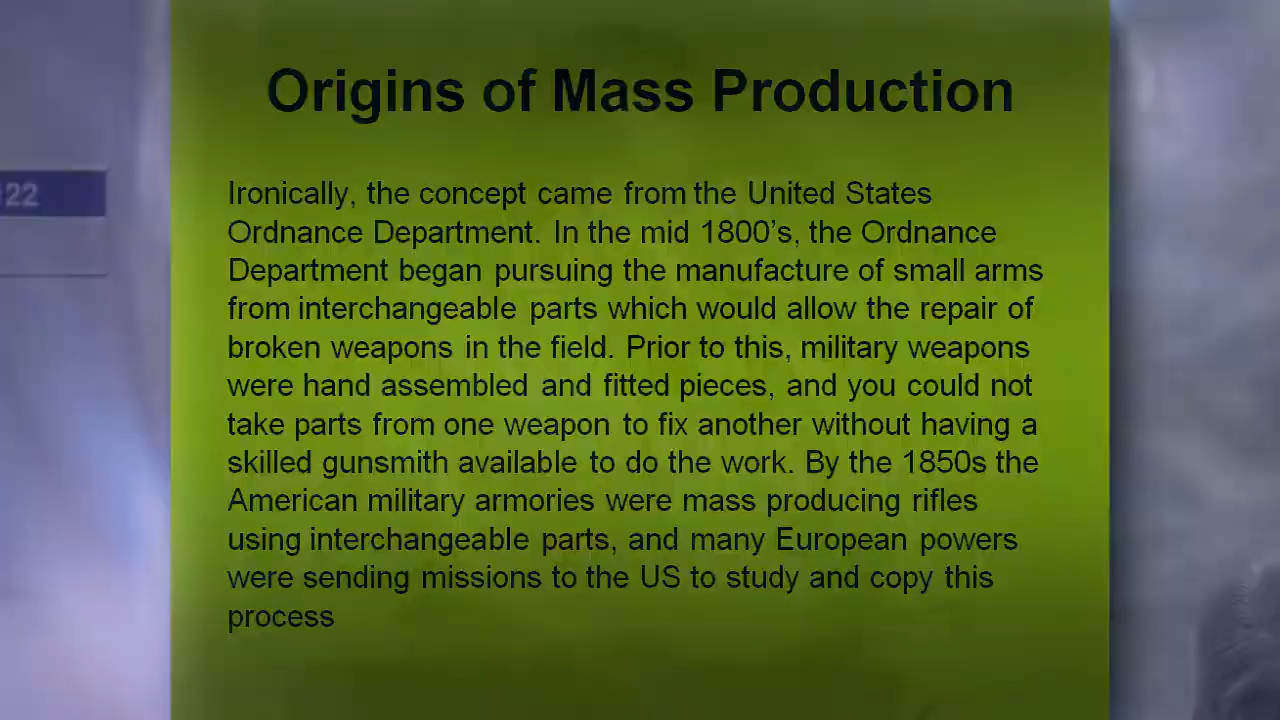 Origins of Mass Production
Ironically, the concept came from the United States
Ordnance Department. In the mid 1800's, the Ordnance
Department began pursuing the manufacture of small arms
from interchangeable parts which would allow the repair of
broken weapons in the field. Prior to this, military weapons
were hand assembled and fitted pieces, and you could not
take parts from one weapon to fix another without having a
skilled gunsmith available to do the work. By the 1850s the
American military armories were mass producing rifles
using interchangeable parts, and many European powers
were sending missions to the US to study and copy this
process
22